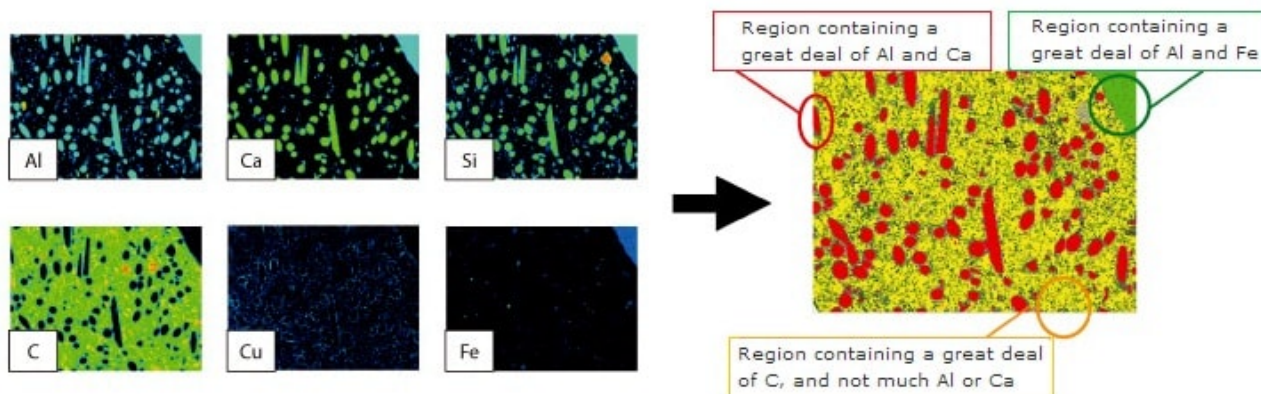 Al
Ca
Si
C
Cu
Fe
Region containing a
great deal of Al and Ca
Region containing a
great deal of Al and Fe
Region containing a great deal
of C, and not much Al or Ca